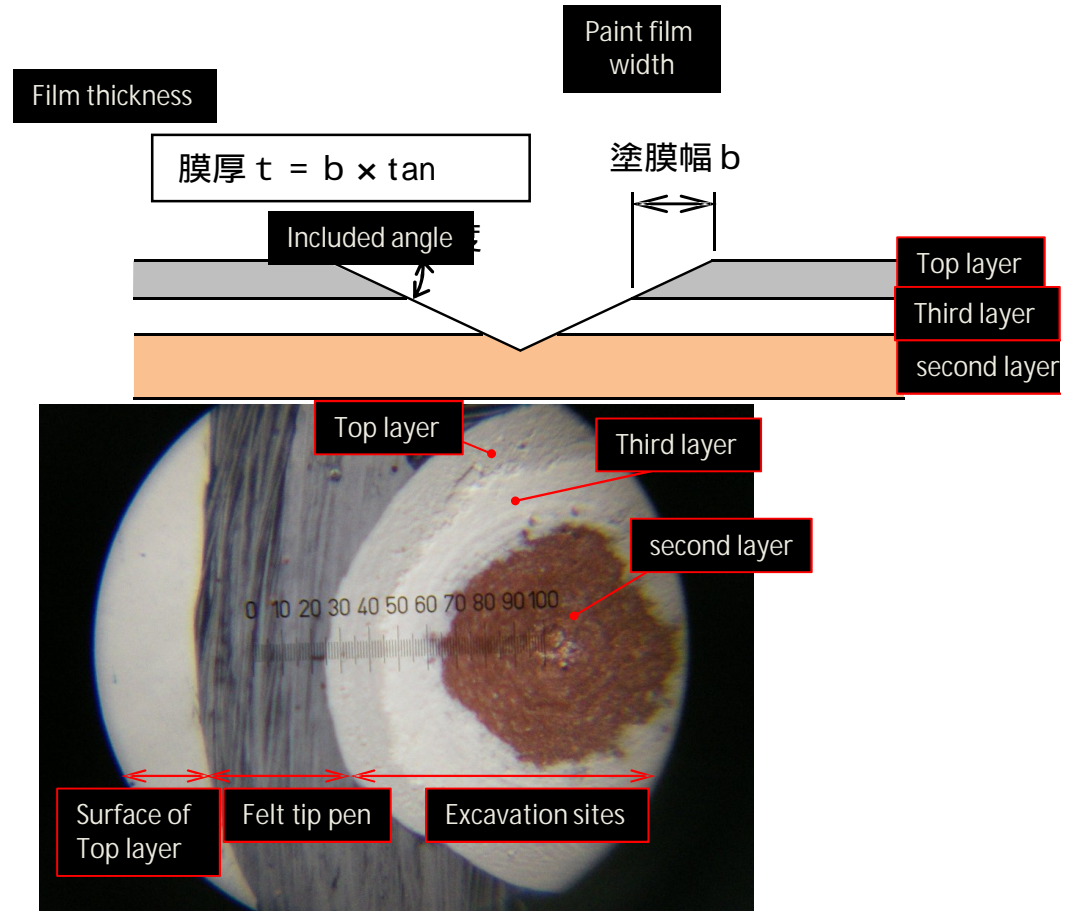 Paint film
width
Film thickness
膜厚 t = b × tan
塗膜幅 b
Included angle 度
Top layer
Third layer
second layer
Top layer
Third layer
second layer
0 10 20 30 40 50 60 70 80 90 100
Surface of
Top layer
Felt tip pen
Excavation sites